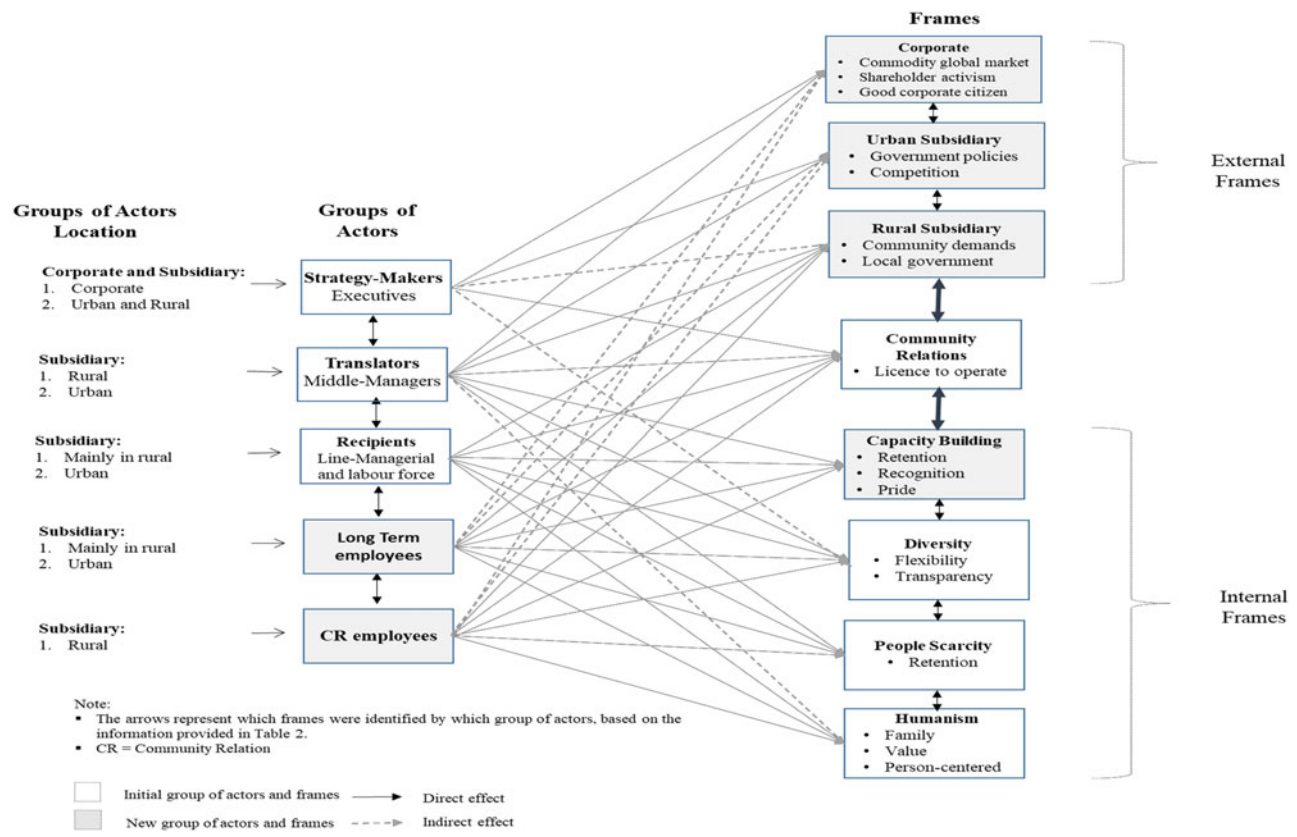 Frames
Corporate
• Commodity global market
• Shareholder activism
• Good corporate citizen
Urban Subsidiary
• Government policies
• Competition
External
Frames
Groups of Actors
Location
Groups of
Actors
Rural Subsidiary
• Community demands
• Local government
Corporate and Subsidiary:
1. Corporate
2. Urban and Rural
Strategy-Makers
Executives
Community
Relations
• Licence to operate
Subsidiary:
1. Rural
2. Urban
Translators
Middle-Managers
Subsidiary:
1. Mainly in rural
2. Urban
Recipients
Line-Managerial
and labour force
Capacity Building
• Retention
• Recognition
• Pride
Subsidiary:
1. Mainly in rural
2. Urban
Long Term
employees
Diversity
• Flexibility
• Transparency
Internal
Frames
Subsidiary:
1. Rural
CR employees
People Scarcity
• Retention
Humanism
• Family
• Value
• Person-centered
Note:
▪ The arrows represent which frames were identified by which group of actors, based on the
information provided in Table 2.
▪ CR = Community Relation
Initial group of actors and frames
Direct effect
New group of actors and frames
Indirect effect